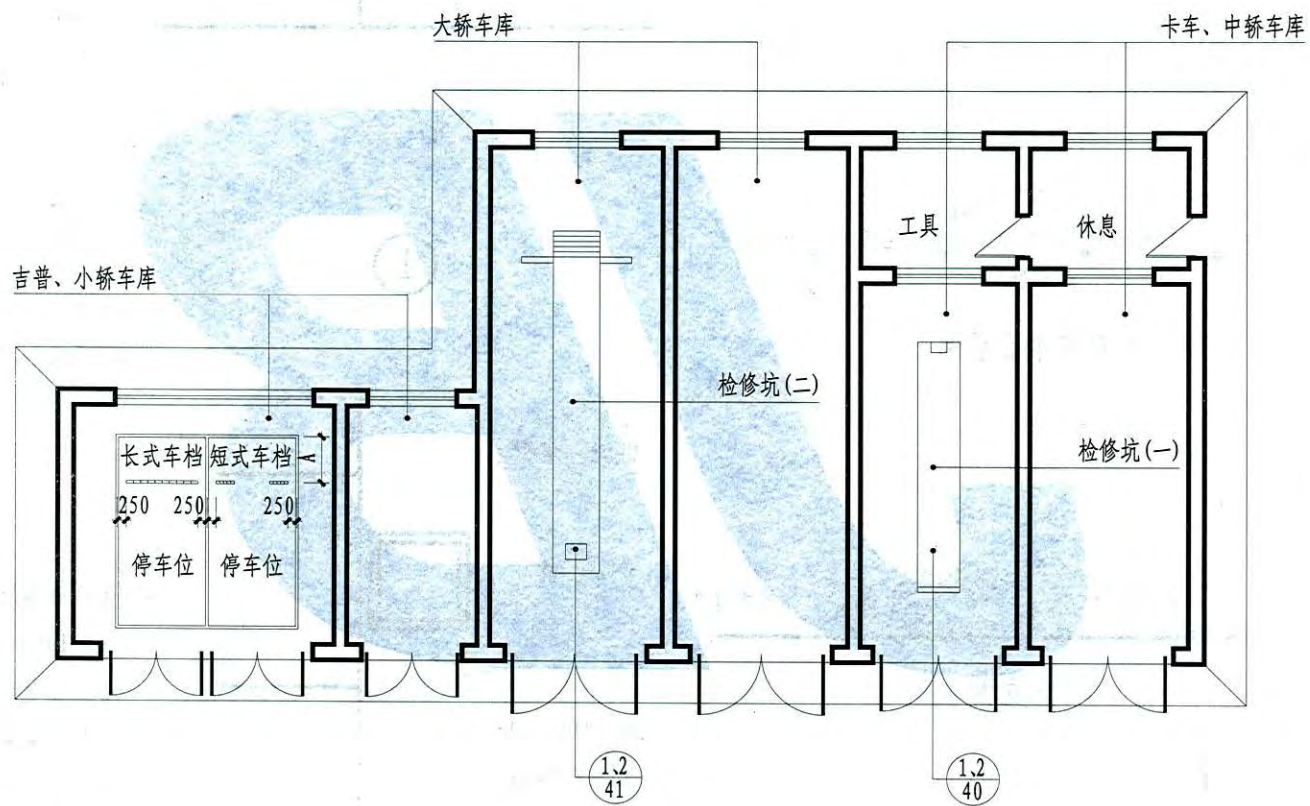 大轿车库
卡车、中轿车库
工具
休息
吉普、小轿车库
检修坑(二)
检修坑(一)
长式车档
短式车档
A
250
250
250
停车位
停车位
1、2
41
1、2
40